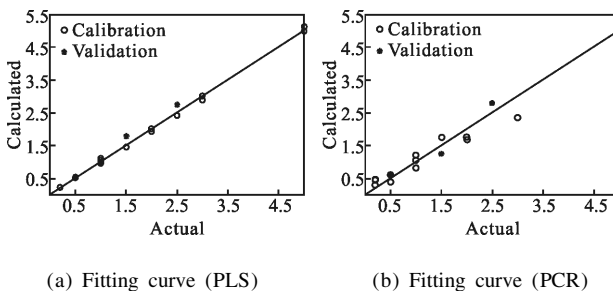 5.5
4.5
3.5
2.5
1.5
0.5
Calculated
Calibration
Validation
0.5 1.5 2.5 3.5 4.5
Actual
(a) Fitting curve (PLS)
5.5
4.5
3.5
2.5
1.5
0.5
Calculated
Calibration
Validation
0.5 1.5 2.5 3.5 4.5
Actual
(b) Fitting curve (PCR)